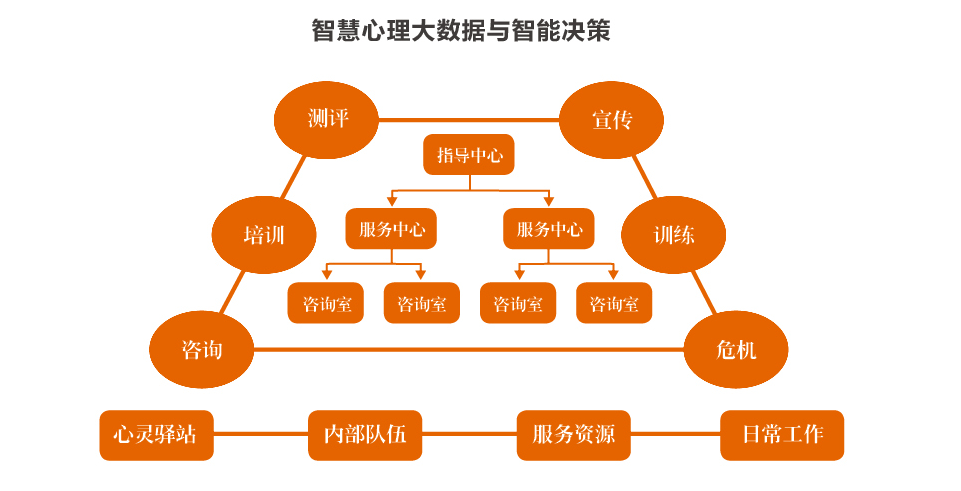 智慧心理大数据与智能决策
测评
宣传
指导中心
培训
服务中心
服务中心
训练
咨询室
咨询室
咨询室
咨询室
咨询
危机
心灵驿站
内部队伍
服务资源
日常工作